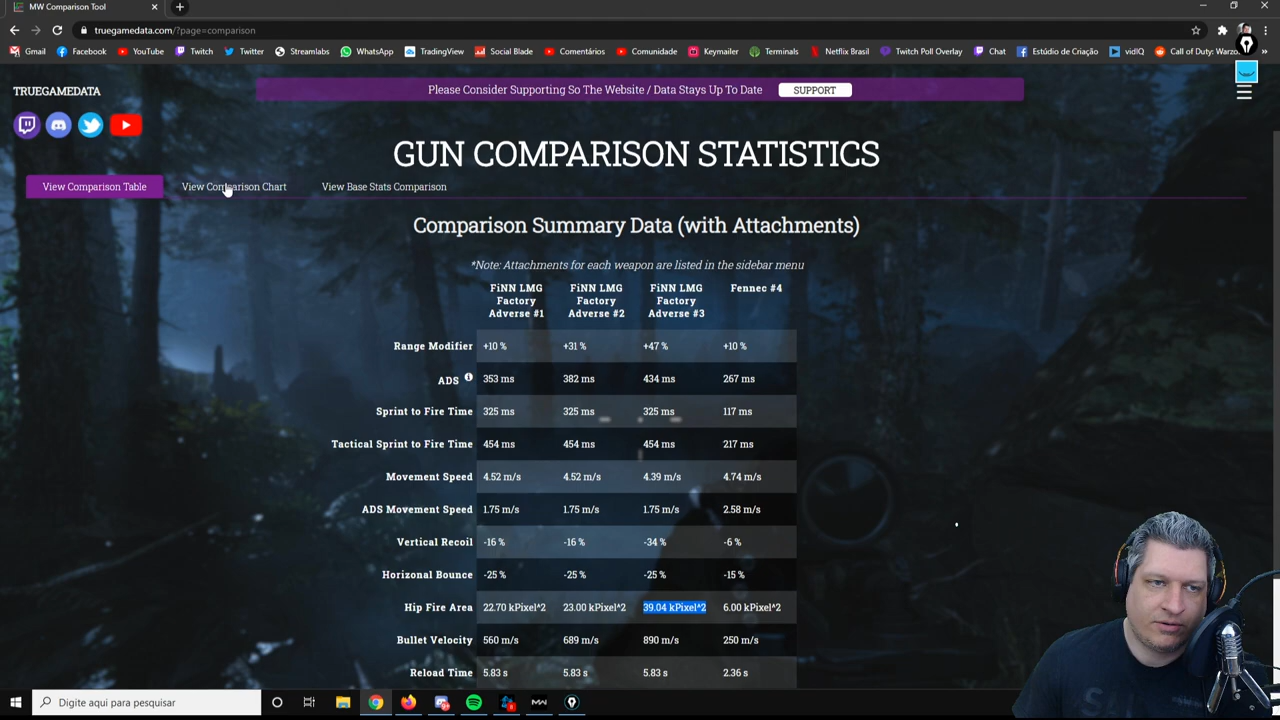 MW Comparison Tool
truegamedata.com/?page=comparison
Gmail Facebook YouTube Twitch Twitter Streamlabs WhatsApp TradingView Social Blade Comentários Comunidade Keymailer Terminals Netflix Brasil Twitch Poll Overlay Chat Estúdio de Criação vidIQ Call of Duty: Warzo
TRUEGAMEDATA
Please Consider Supporting So The Website / Data Stays Up To Date SUPPORT
GUN COMPARISON STATISTICS
View Comparison Table View Comparison Chart View Base Stats Comparison
Comparison Summary Data (with Attachments)
*Note: Attachments for each weapon are listed in the sidebar menu
FiNN LMG FiNN LMG FiNN LMG Fennec #4
Factory Factory Factory
Adverse #1 Adverse #2 Adverse #3
Range Modifier +10 % +31 % +47 % +10 %
ADS 353 ms 382 ms 434 ms 267 ms
Sprint to Fire Time 325 ms 325 ms 325 ms 117 ms
Tactical Sprint to Fire Time 454 ms 454 ms 454 ms 217 ms
Movement Speed 4.52 m/s 4.52 m/s 4.39 m/s 4.74 m/s
ADS Movement Speed 1.75 m/s 1.75 m/s 1.75 m/s 2.58 m/s
Vertical Recoil -16 % -16 % -34 % -6 %
Horizonal Bounce -25 % -25 % -25 % -15 %
Hip Fire Area 22.70 kPixel^2 23.00 kPixel^2 39.04 kPixel^2 6.00 kPixel^2
Bullet Velocity 560 m/s 689 m/s 890 m/s 250 m/s
Reload Time 5.83 s 5.83 s 5.83 s 2.36 s
Digite aqui para pesquisar